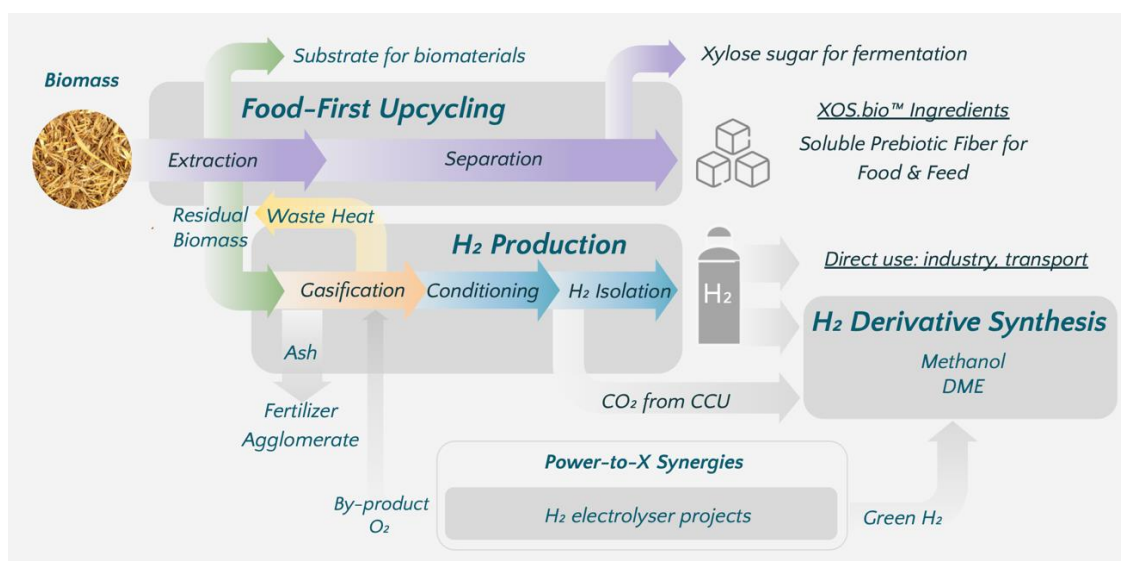 Substrate for biomaterials
Xylose sugar for fermentation
Biomass
Food-First Upcycling
XOS.bio™ Ingredients
Soluble Prebiotic Fiber for
Food & Feed
Extraction
Separation
Residual
Biomass
Waste Heat
H₂ Production
Direct use: industry, transport
Gasification
Conditioning
H₂ Isolation
H₂
H₂ Derivative Synthesis
Methanol
DME
Ash
CO₂ from CCU
Fertilizer
Agglomerate
Power-to-X Synergies
By-product
O₂
H₂ electrolyser projects
Green H₂